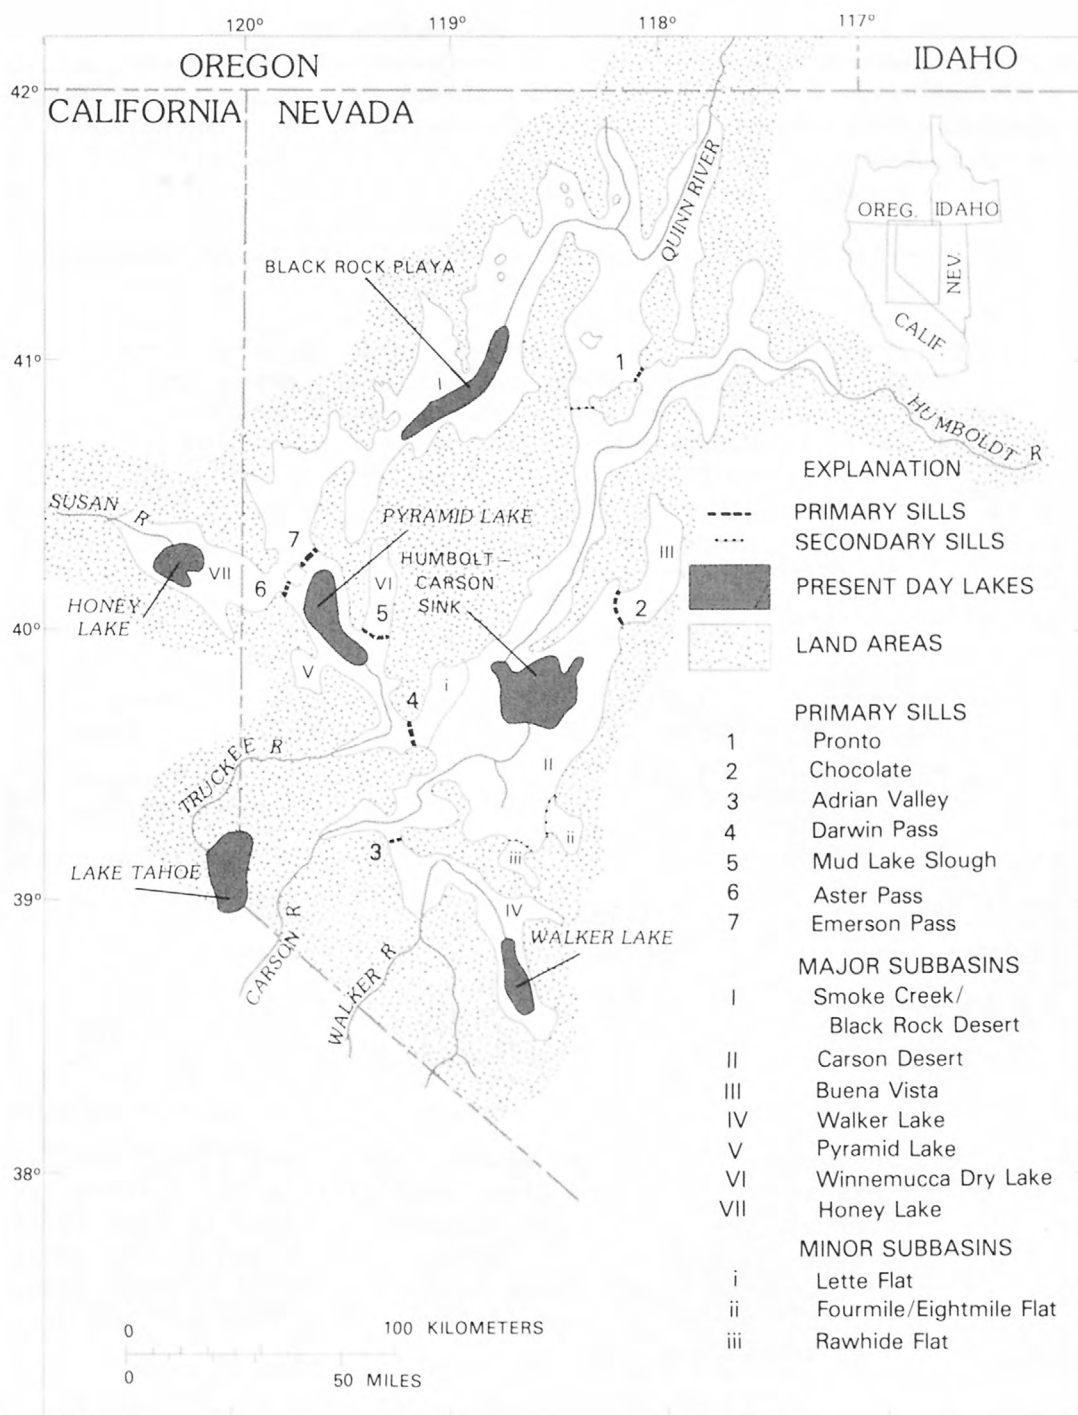 120° 119° 118° 117°
OREGON IDAHO
42°
CALIFORNIA NEVADA
QUINN RIVER
OREG. IDAHO
NEV.
CALIF.
BLACK ROCK PLAYA
41°
1
I
HUMBOLDT R
EXPLANATION
PRIMARY SILLS
SECONDARY SILLS
PRESENT DAY LAKES
LAND AREAS
SUSAN R
PYRAMID LAKE
7
HUMBOLT-
CARSON
SINK
III
VII
VI
6
5
2
HONEY
LAKE
40°
V
i
4
TRUCKEE R
II
ii
iii
3
LAKE TAHOE
39°
IV
WALKER LAKE
CARSON R
WALKER R
38°
PRIMARY SILLS
1 Pronto
2 Chocolate
3 Adrian Valley
4 Darwin Pass
5 Mud Lake Slough
6 Aster Pass
7 Emerson Pass
MAJOR SUBBASINS
I Smoke Creek/
Black Rock Desert
II Carson Desert
III Buena Vista
IV Walker Lake
V Pyramid Lake
VI Winnemucca Dry Lake
VII Honey Lake
MINOR SUBBASINS
i Lette Flat
ii Fourmile/Eightmile Flat
iii Rawhide Flat
0 100 KILOMETERS
0 50 MILES